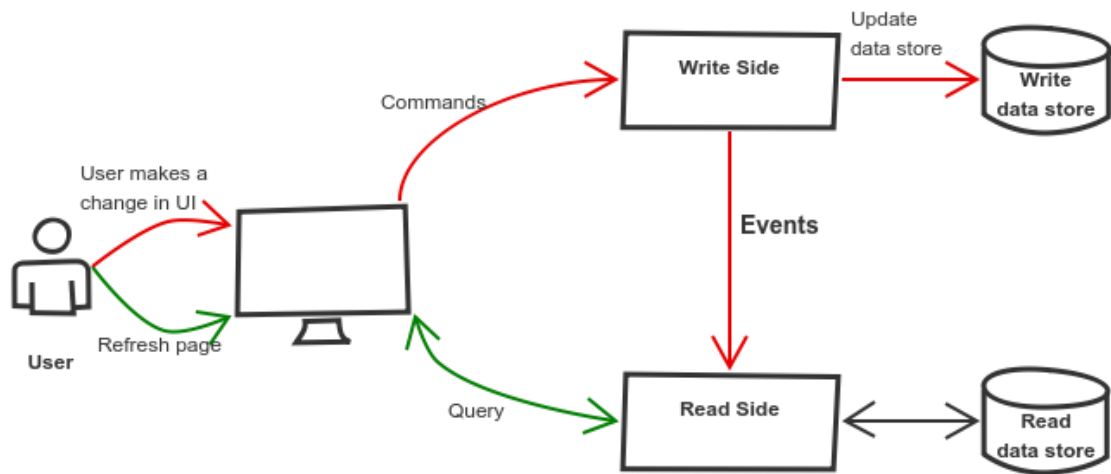 Update
data store
Write Side
Write
data store
Commands
User makes a
change in UI
Events
Refresh page
User
Query
Read Side
Read
data store